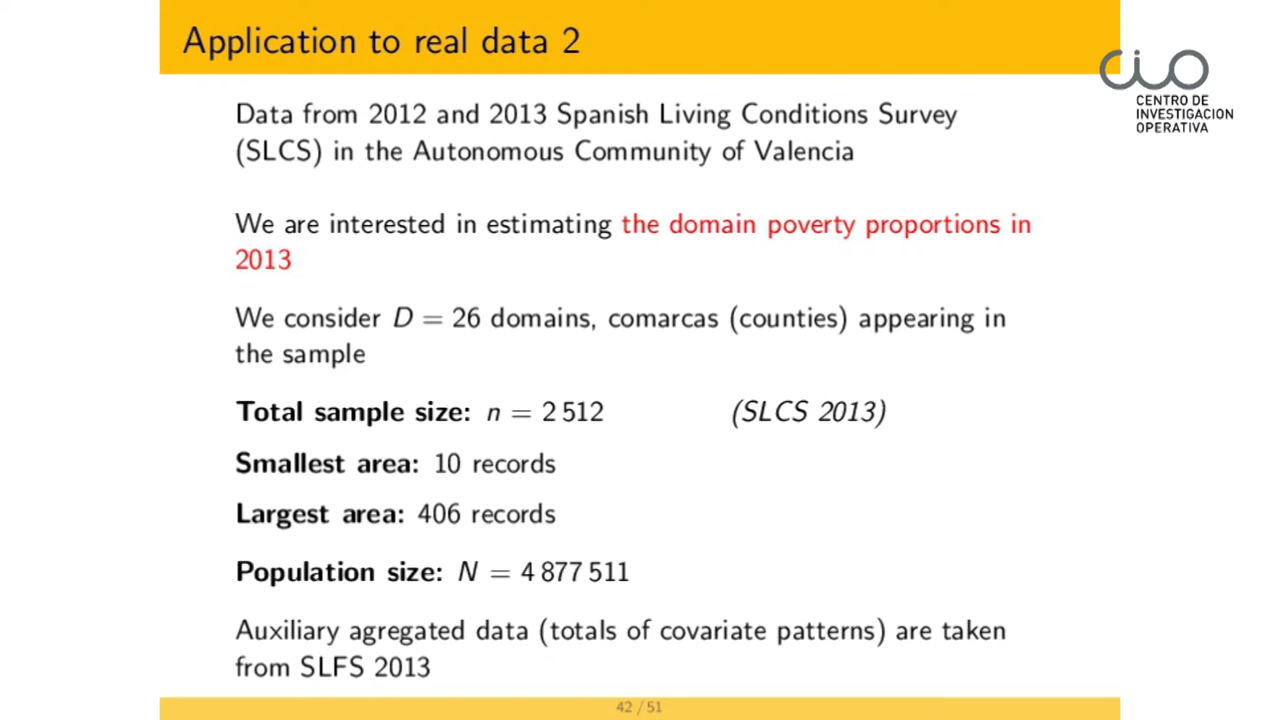 Application to real data 2
CIO
CENTRO DE
INVESTIGACION
OPERATIVA
Data from 2012 and 2013 Spanish Living Conditions Survey
(SLCS) in the Autonomous Community of Valencia
We are interested in estimating the domain poverty proportions in
2013
We consider D = 26 domains, comarcas (counties) appearing in
the sample
Total sample size: n = 2 512 (SLCS 2013)
Smallest area: 10 records
Largest area: 406 records
Population size: N = 4 877 511
Auxiliary agregated data (totals of covariate patterns) are taken
from SLFS 2013
42 / 51